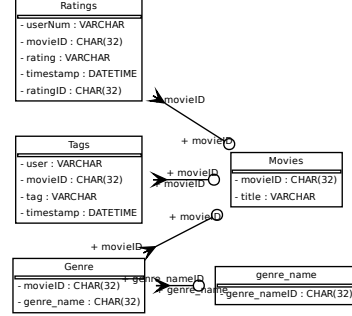 Ratings
- userNum : VARCHAR
- movieID : CHAR(32)
- rating : VARCHAR
- timestamp : DATETIME
- ratingID : CHAR(32)
+ movieID
+ movieID
Tags
- user : VARCHAR
- movieID : CHAR(32)
- tag : VARCHAR
- timestamp : DATETIME
+ movieID
+ movieID
Movies
- movieID : CHAR(32)
- title : VARCHAR
+ movieID
+ movieID
Genre
- movieID : CHAR(32)
- genre_name : CHAR(32)
+ genre_nameID
+ genre_name
genre_name
- genre_nameID : CHAR(32)